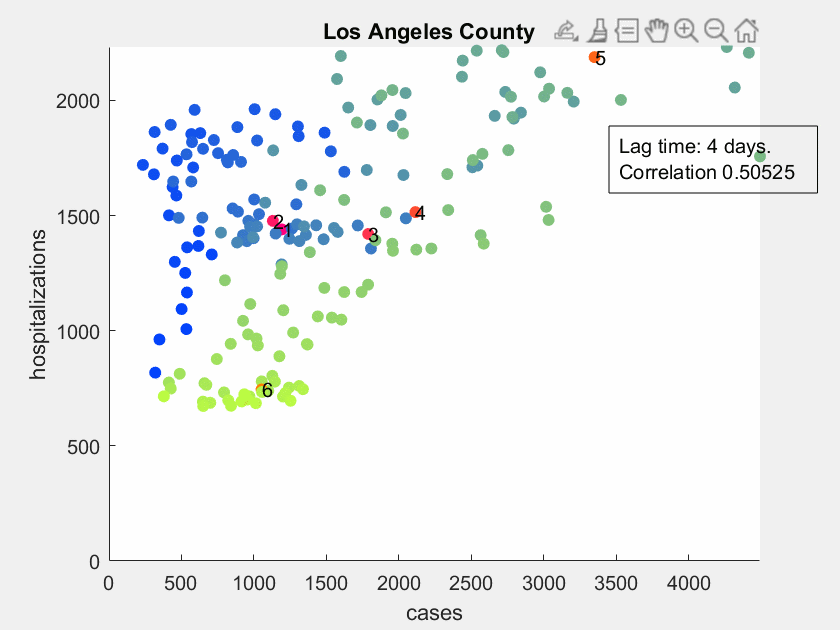 Los Angeles County
5
2000
Lag time: 4 days.
Correlation 0.50525
1500
2
1
3
4
hospitalizations
1000
6
500
0
0 500 1000 1500 2000 2500 3000 3500 4000
cases